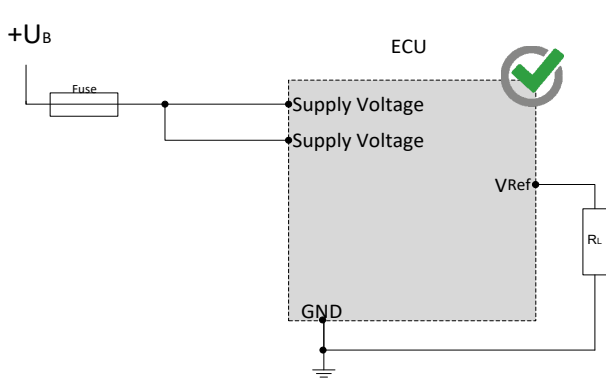 +UB
ECU
Fuse
Supply Voltage
Supply Voltage
VRef
RL
GND